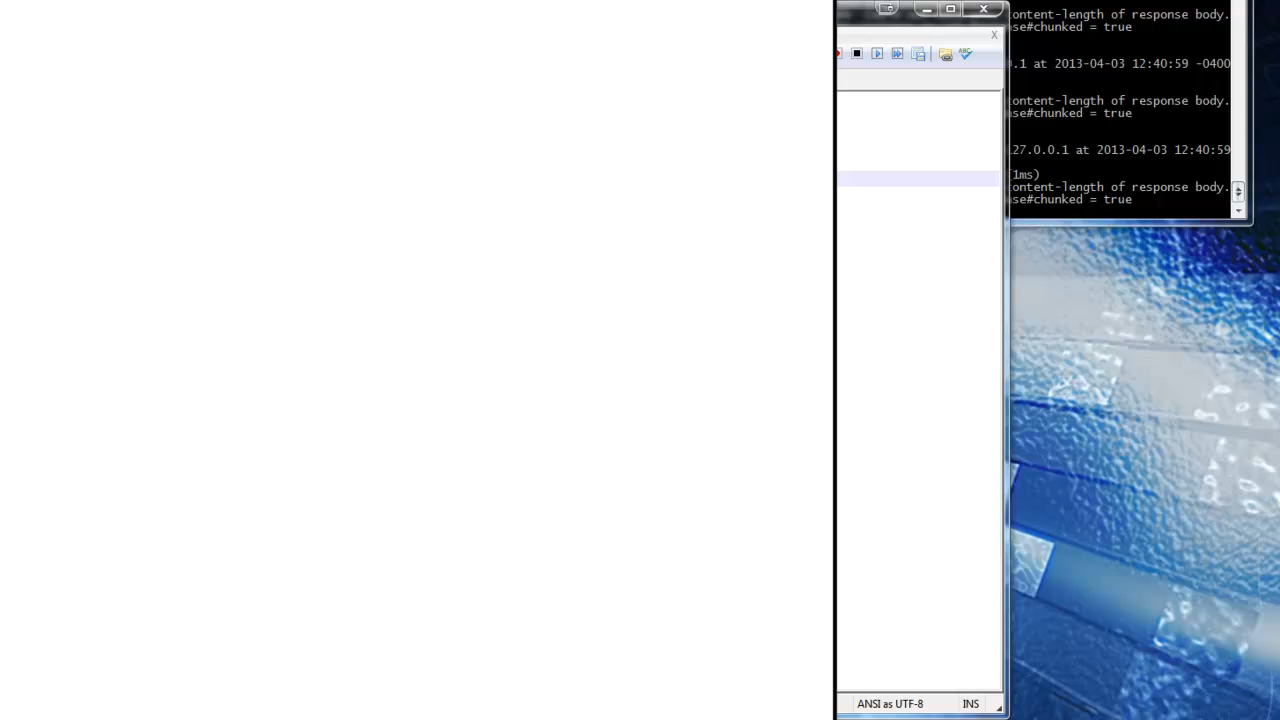 ontent-length of response body.
se#chunked = true
.1 at 2013-04-03 12:40:59 -0400
ontent-length of response body.
se#chunked = true
127.0.0.1 at 2013-04-03 12:40:59
(1ms)
ontent-length of response body.
se#chunked = true
X
ABC
ANSI as UTF-8 INS